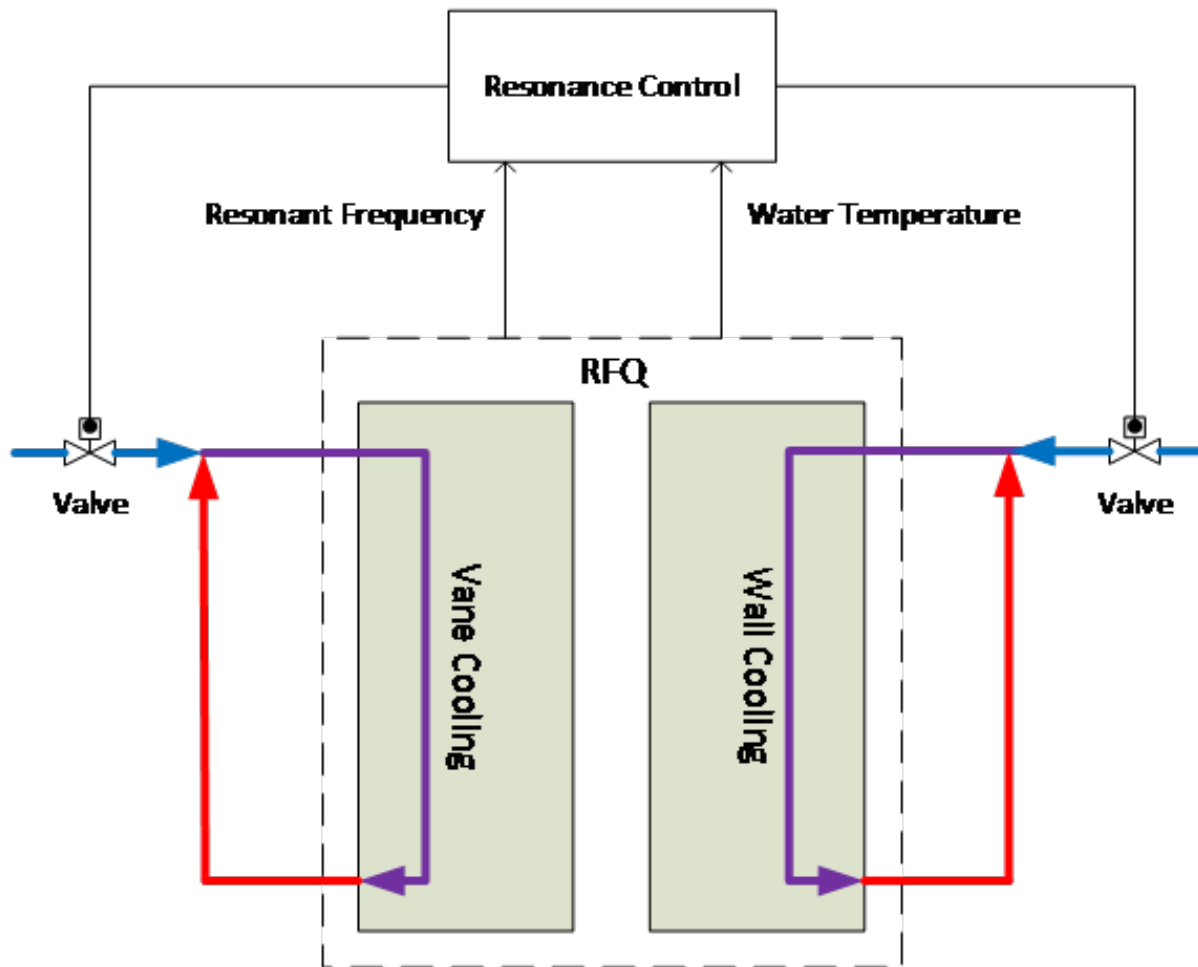 Resonance Control
Resonant Frequency
Water Temperature
RFQ
Valve
Valve
Vane Cooling
Wall Cooling